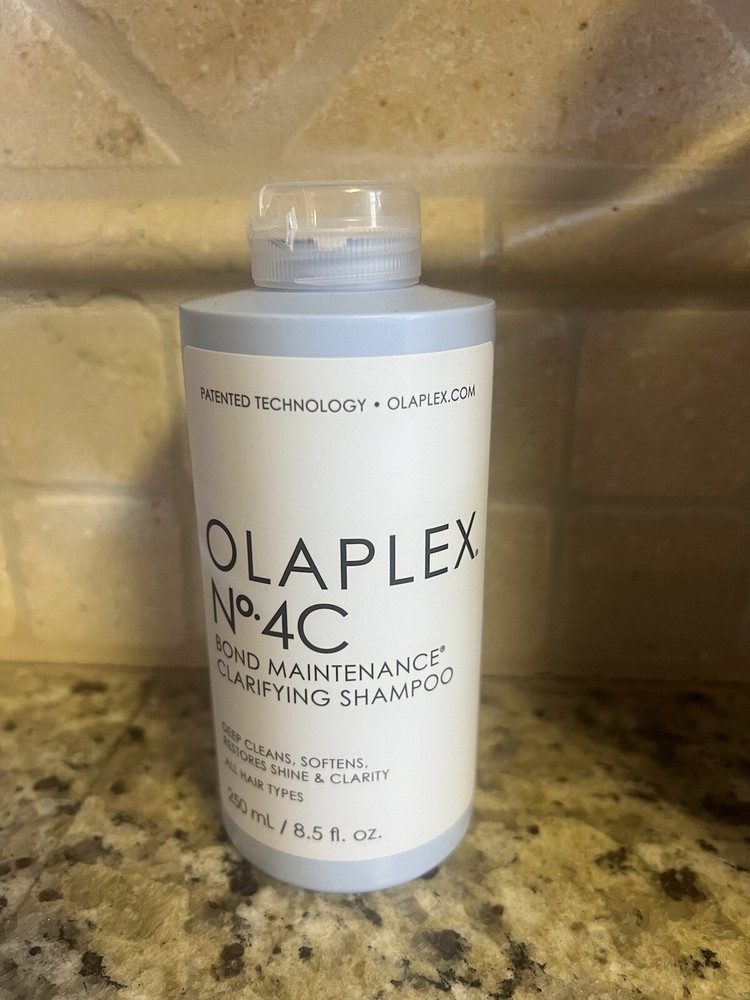 PATENTED TECHNOLOGY • OLAPLEX.COM
OLAPLEX.
Nº.4C
BOND MAINTENANCE®
CLARIFYING SHAMPOO
DEEP CLEANS, SOFTENS,
RESTORES SHINE & CLARITY
ALL HAIR TYPES
250 mL / 8.5 fl. oz.